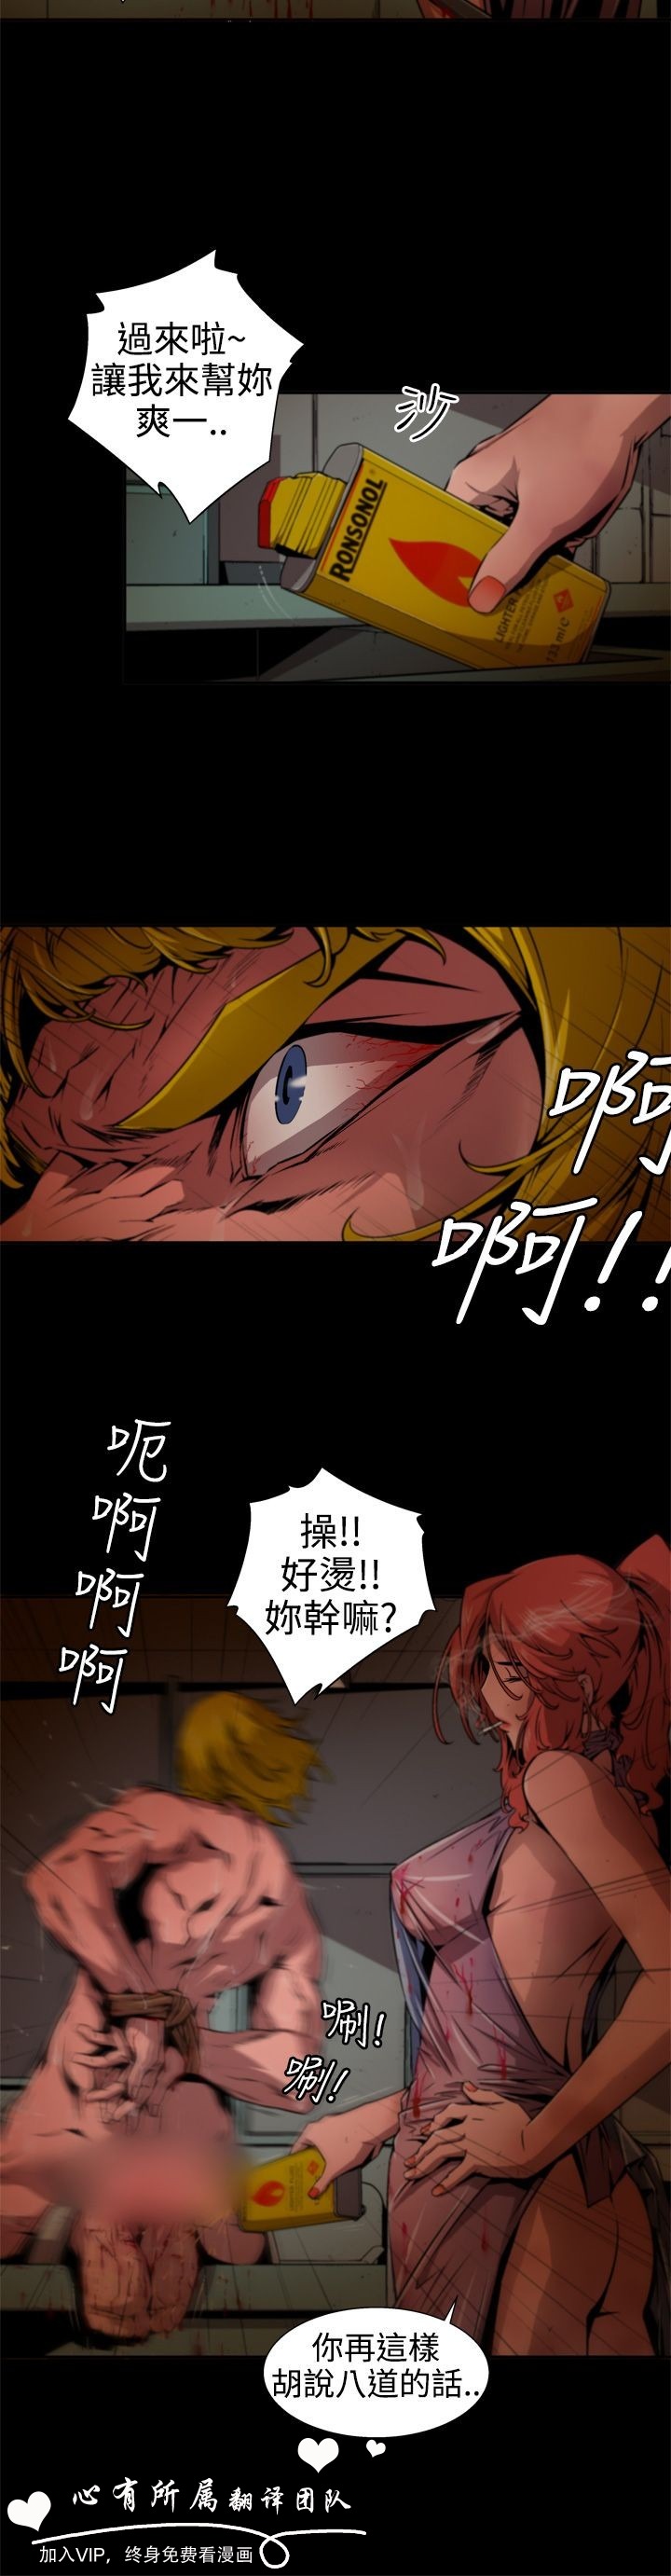 過來啦~
讓我來幫妳
爽一..
沙
RONSONOL
LIGHTER
133 ml ℮
啊
啊!!
呃
啊
啊
啊
操!!
好燙!!
妳幹嘛?
唰!
唰!
你再這樣
胡說八道的話..
心有所属翻译团队
加入VIP，终身免费看漫画